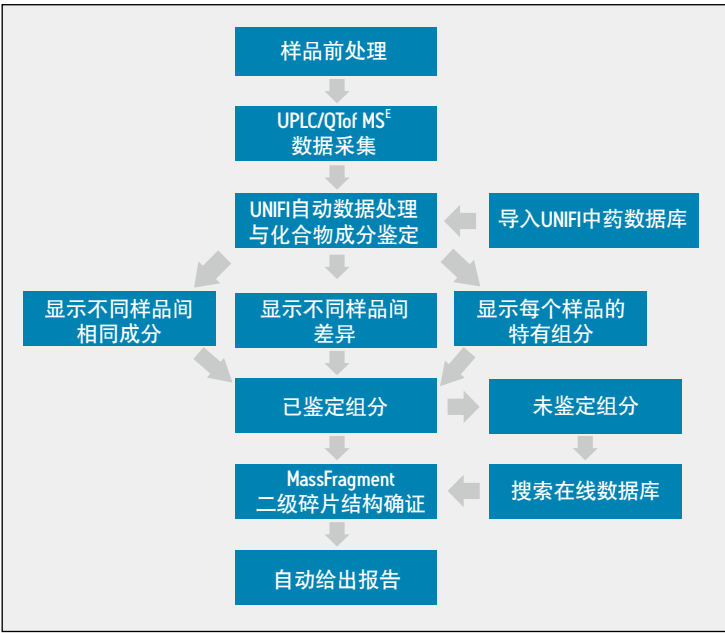 样品前处理
UPLC/QTof MSᴱ
数据采集
UNIFI自动数据处理
与化合物成分鉴定
导入UNIFI中药数据库
显示不同样品间
相同成分
显示不同样品间
差异
显示每个样品的
特有组分
已鉴定组分
未鉴定组分
MassFragment
二级碎片结构确证
搜索在线数据库
自动给出报告